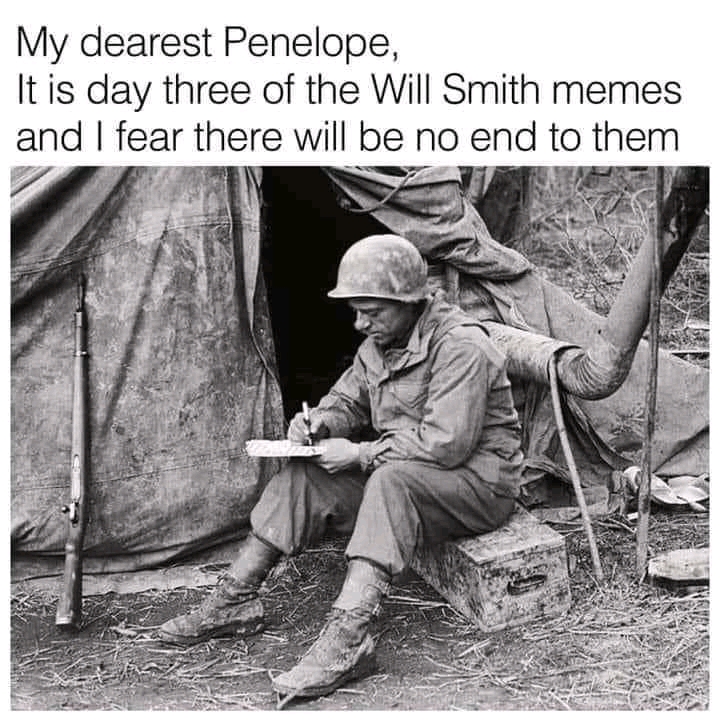 My dearest Penelope,
It is day three of the Will Smith memes
and I fear there will be no end to them